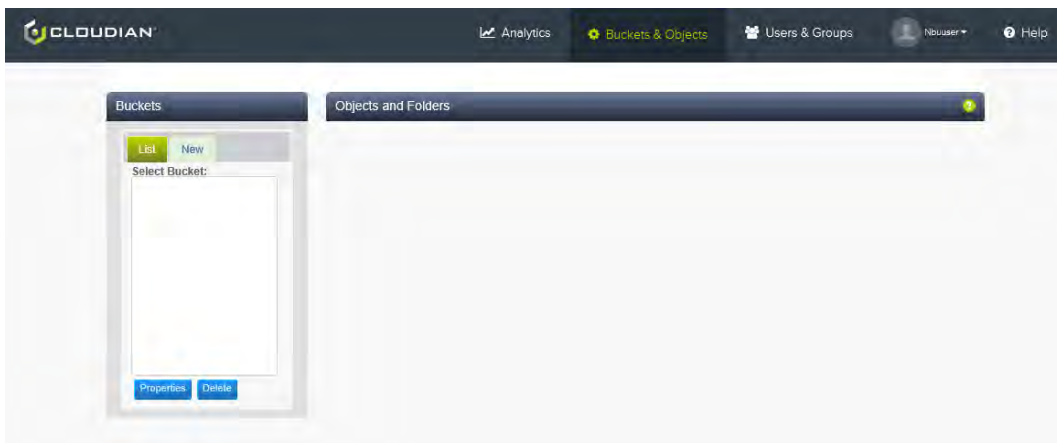 CLOUDIAN
Analytics
Buckets & Objects
Users & Groups
Nbuuser
Help
Buckets
Objects and Folders
List
New
Select Bucket:
Properties
Delete